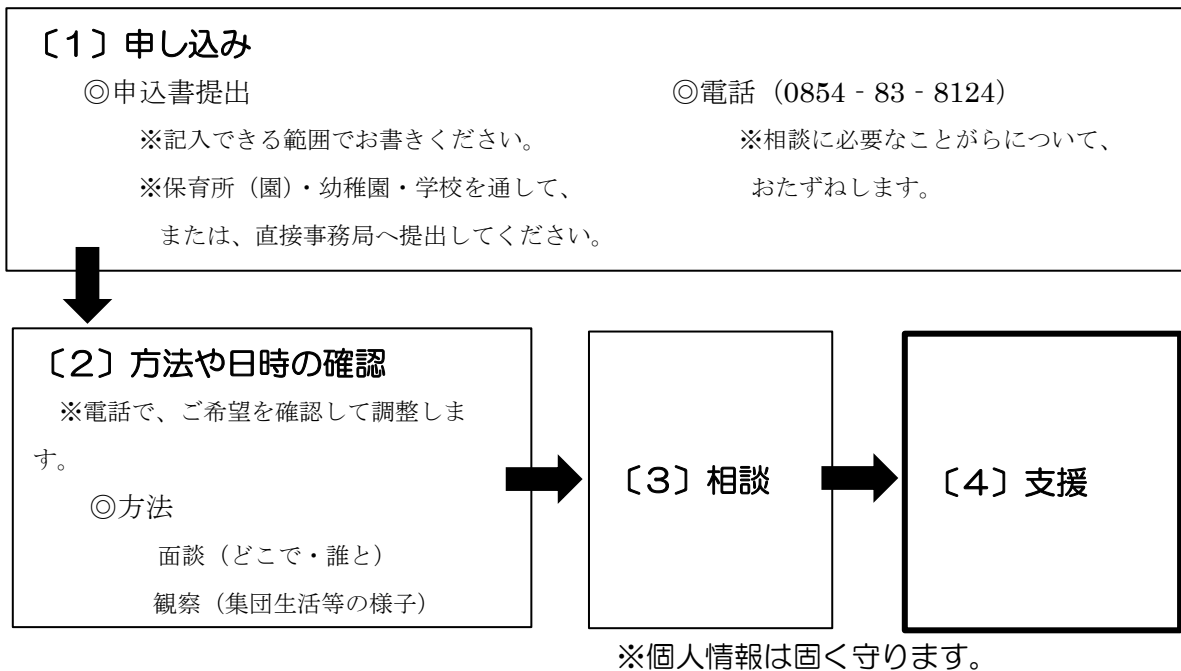 〔１〕申し込み
◎申込書提出
※記入できる範囲でお書きください。
※保育所（園）・幼稚園・学校を通して、
または、直接事務局へ提出してください。
◎電話（0854‐83‐8124）
※相談に必要なことがらについて、
おたずねします。
〔２〕方法や日時の確認
※電話で、ご希望を確認して調整しま
す。
◎方法
面談（どこで・誰と）
観察（集団生活等の様子）
〔３〕相談
〔４〕支援
※個人情報は固く守ります。